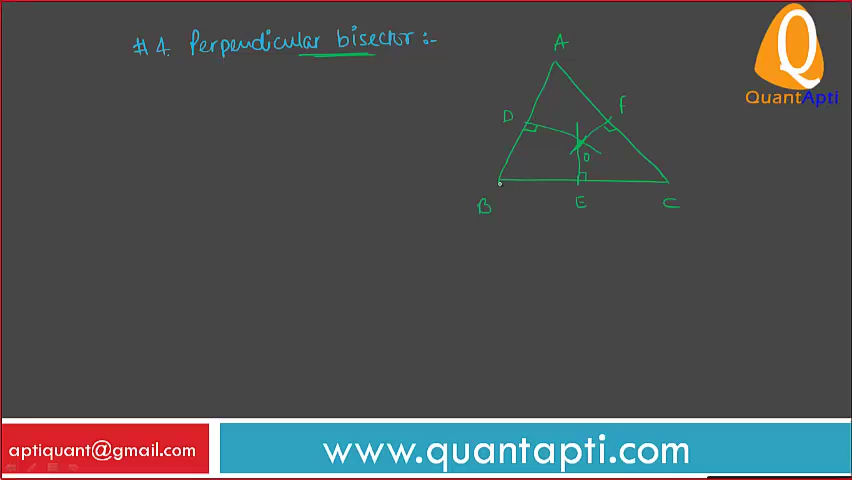 #4. Perpendicular bisector :-
A
D
F
O
B
E
C
Q
QuantApti
aptiquant@gmail.com
www.quantapti.com